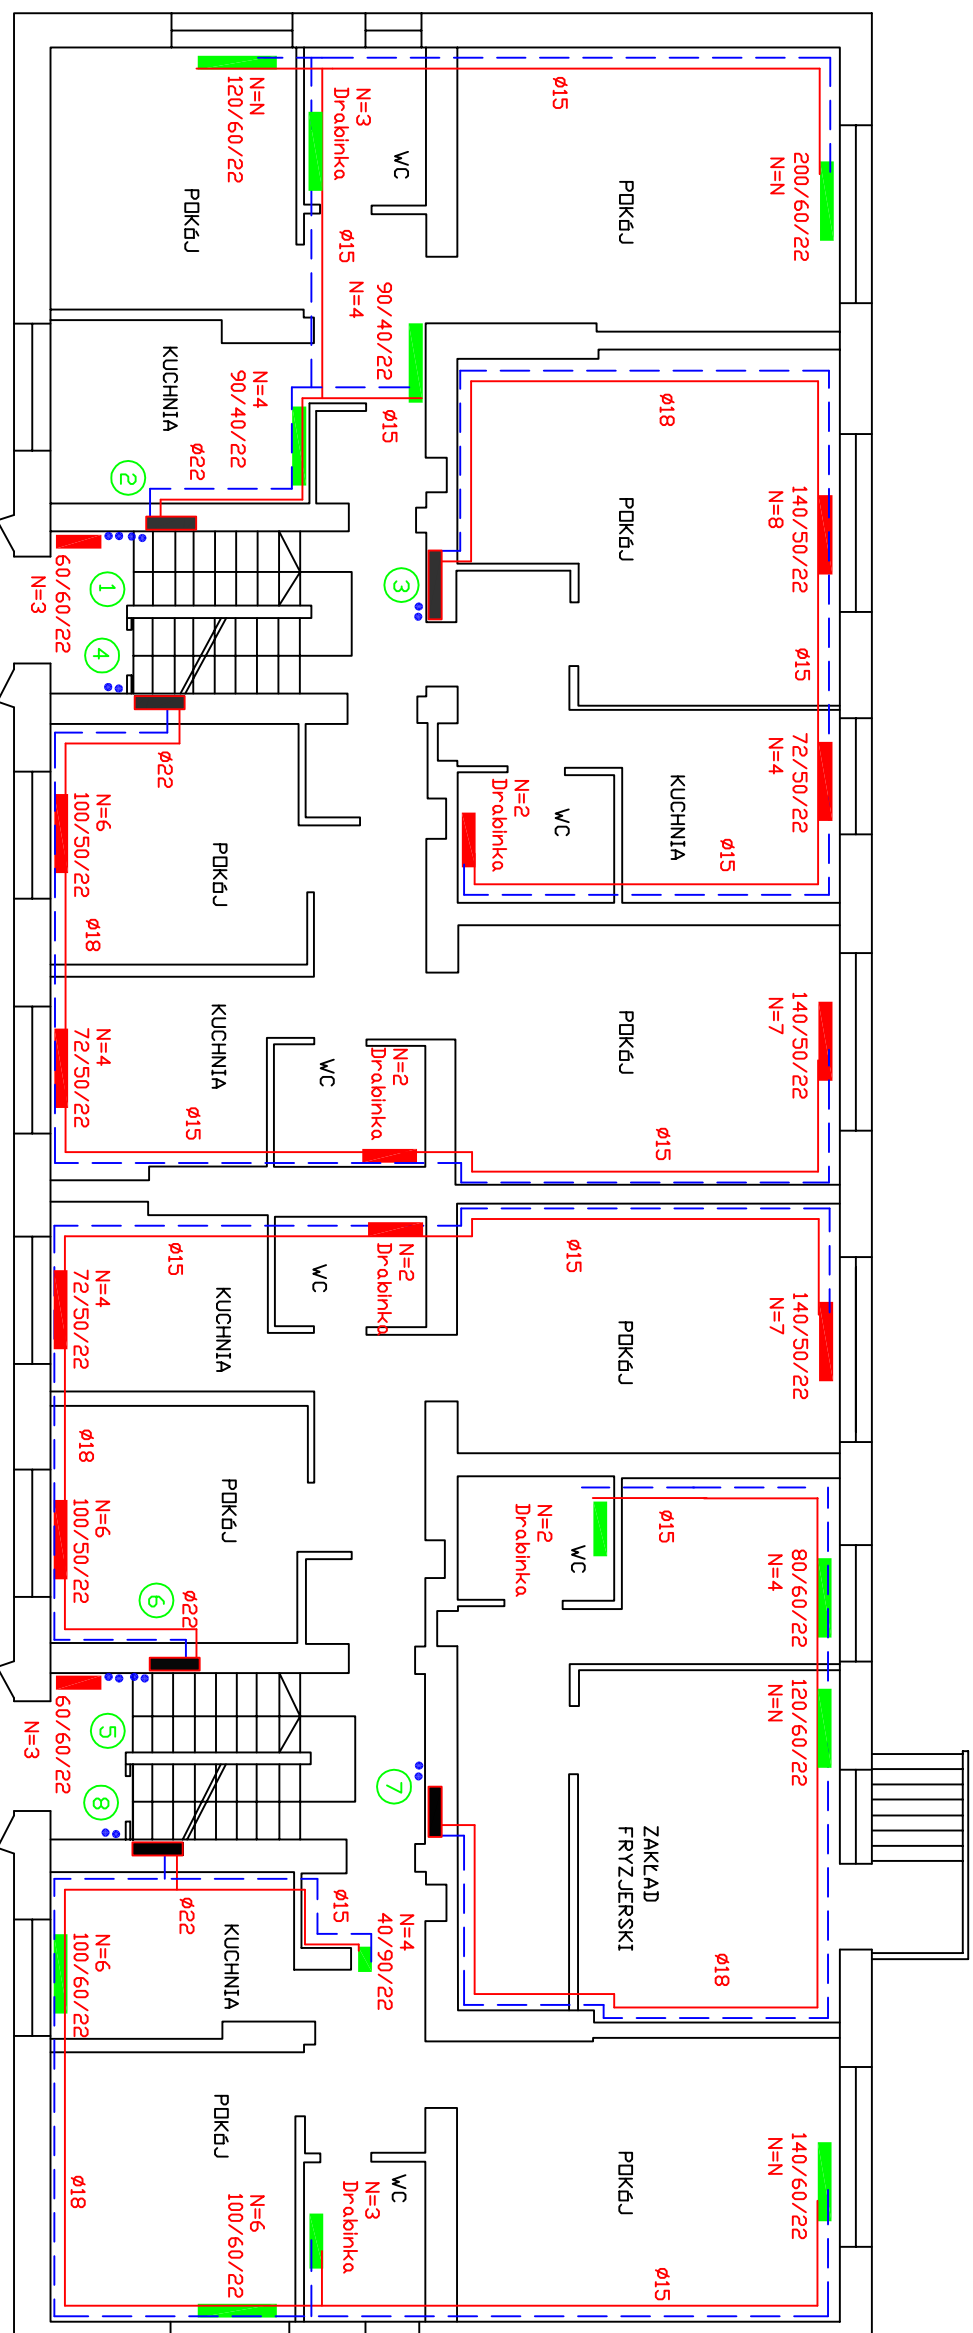 N=N
120/60/22
POKÓJ
N=3
Drabinka
WC
ø15
POKÓJ
200/60/22
N=N
ø15
90/40/22
N=4
ø15
KUCHNIA
N=4
90/40/22
ø22
2
1
60/60/22
N=3
4
3
ø18
POKÓJ
140/50/22
N=8
ø15
72/50/22
N=4
KUCHNIA
ø15
WC
N=2
Drabinka
ø22
N=6
100/50/22
POKÓJ
ø18
KUCHNIA
N=4
72/50/22
ø15
WC
N=2
Drabinka
POKÓJ
140/50/22
N=7
ø15
ø15
N=4
72/50/22
KUCHNIA
WC
N=2
Drabinka
ø15
POKÓJ
140/50/22
N=7
ø18
N=6
100/50/22
POKÓJ
6
ø22
5
60/60/22
N=3
8
7
N=2
Drabinka
WC
ø15
80/60/22
N=4
120/60/22
N=N
ZAKŁAD
FRYZJERSKI
ø18
ø22
ø15
N=4
40/90/22
KUCHNIA
N=6
100/60/22
POKÓJ
ø18
N=6
100/60/22
WC
N=3
Drabinka
POKÓJ
140/60/22
N=N
ø15